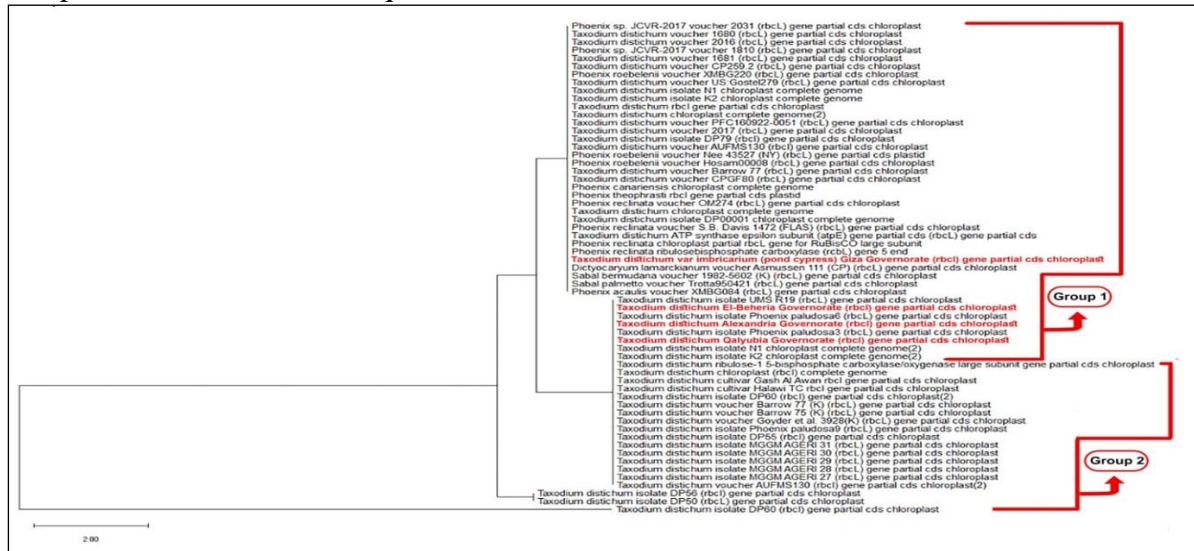 Phoenix sp. JCVR-2017 voucher 2031 (rbcL) gene partial cds chloroplast
Taxodium distichum voucher 1680 (rbcL) gene partial cds chloroplast
Taxodium distichum voucher 2016 (rbcL) gene partial cds chloroplast
Phoenix sp. JCVR-2017 voucher 1810 (rbcL) gene partial cds chloroplast
Taxodium distichum voucher 1681 (rbcL) gene partial cds chloroplast
Taxodium distichum voucher CP259.2 (rbcL) gene partial cds chloroplast
Phoenix roebelenii voucher XMBG220 (rbcL) gene partial cds chloroplast
Taxodium distichum voucher US Gostel279 (rbcL) gene partial cds chloroplast
Taxodium distichum isolate N1 chloroplast complete genome
Taxodium distichum isolate K2 chloroplast complete genome
Taxodium distichum rbcl gene partial cds chloroplast
Taxodium distichum chloroplast complete genome(2)
Taxodium distichum voucher PFC160922-0051 (rbcL) gene partial cds chloroplast
Taxodium distichum voucher 2017 (rbcL) gene partial cds chloroplast
Taxodium distichum isolate DP79 (rbcl) gene partial cds chloroplast
Taxodium distichum voucher AUFMS130 (rbcl) gene partial cds chloroplast
Phoenix roebelenii voucher Nee 43527 (NY) (rbcL) gene partial cds plastid
Phoenix roebelenii voucher Hosam00008 (rbcL) gene partial cds chloroplast
Taxodium distichum voucher Barrow 77 (rbcL) gene partial cds chloroplast
Taxodium distichum voucher CPGF80 (rbcL) gene partial cds chloroplast
Phoenix canariensis chloroplast complete genome
Phoenix theophrasti rbcl gene partial cds plastid
Phoenix reclinata voucher OM274 (rbcL) gene partial cds chloroplast
Taxodium distichum chloroplast complete genome
Taxodium distichum isolate DP00001 chloroplast complete genome
Phoenix reclinata voucher S.B. Davis 1472 (FLAS) (rbcL) gene partial cds chloroplast
Taxodium distichum ATP synthase epsilon subunit (atpE) gene partial cds (rbcL) gene partial cds
Phoenix reclinata chloroplast partial rbcL gene for RuBisCO large subunit
Phoenix reclinata ribulosebisphosphate carboxylase (rcbL) gene 5 end
Taxodium distichum var imbricarium (pond cypress) Giza Governorate (rbcl) gene partial cds chloroplast
Dictyocaryum lamarckianum voucher Asmussen 111 (CP) (rbcL) gene partial cds chloroplast
Sabal bermudana voucher 1982-5602 (K) (rbcL) gene partial cds chloroplast
Sabal palmetto voucher Trotta950421 (rbcL) gene partial cds chloroplast
Phoenix acaulis voucher XMBG084 (rbcL) gene partial cds chloroplast
Taxodium distichum isolate UMS R19 (rbcL) gene partial cds chloroplast
Taxodium distichum El-Beheria Governorate (rbcl) gene partial cds chloroplast
Taxodium distichum isolate Phoenix paludosa6 (rbcL) gene partial cds chloroplast
Taxodium distichum Alexandria Governorate (rbcl) gene partial cds chloroplast
Taxodium distichum isolate Phoenix paludosa3 (rbcL) gene partial cds chloroplast
Taxodium distichum Qalyubia Governorate (rbcl) gene partial cds chloroplast
Taxodium distichum isolate N1 chloroplast complete genome(2)
Taxodium distichum isolate K2 chloroplast complete genome(2)
Group 1
Taxodium distichum ribulose-1 5-bisphosphate carboxylase/oxygenase large subunit gene partial cds chloroplast
Taxodium distichum chloroplast (rbcl) complete genome
Taxodium distichum cultivar Gash Al Awan rbcl gene partial cds chloroplast
Taxodium distichum cultivar Halawi TC rbcl gene partial cds chloroplast
Taxodium distichum isolate DP60 (rbcl) gene partial cds chloroplast(2)
Taxodium distichum voucher Barrow 77 (K) (rbcL) gene partial cds chloroplast
Taxodium distichum voucher Barrow 75 (K) (rbcL) gene partial cds chloroplast
Taxodium distichum voucher Goyder et al. 3928(K) (rbcL) gene partial cds chloroplast
Taxodium distichum isolate Phoenix paludosa9 (rbcL) gene partial cds chloroplast
Taxodium distichum isolate DP55 (rbcl) gene partial cds chloroplast
Taxodium distichum isolate MGGM AGERI 31 (rbcL) gene partial cds chloroplast
Taxodium distichum isolate MGGM AGERI 30 (rbcL) gene partial cds chloroplast
Taxodium distichum isolate MGGM AGERI 29 (rbcL) gene partial cds chloroplast
Taxodium distichum isolate MGGM AGERI 28 (rbcL) gene partial cds chloroplast
Taxodium distichum isolate MGGM AGERI 27 (rbcL) gene partial cds chloroplast
Taxodium distichum voucher AUFMS130 (rbcl) gene partial cds chloroplast(2)
Group 2
Taxodium distichum isolate DP56 (rbcl) gene partial cds chloroplast
Taxodium distichum isolate DP50 (rbcL) gene partial cds chloroplast
Taxodium distichum isolate DP60 (rbcl) gene partial cds chloroplast